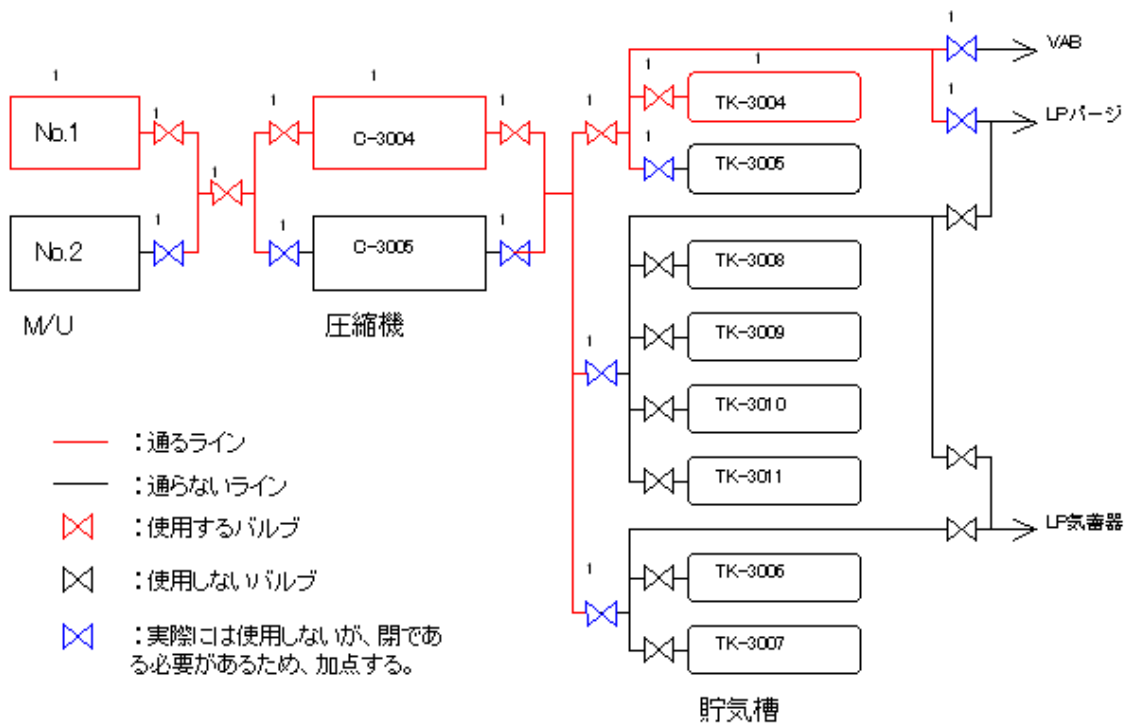 1
VAB
1
1
1
1
1
1
1
No.1
1
1
1
C-3004
1
TK-3004
LPパージ
1
1
TK-3005
1
1
1
No.2
C-3005
TK-3008
M/U
圧縮機
1
TK-3009
TK-3010
TK-3011
:通るライン
:通らないライン
:使用するバルブ
:使用しないバルブ
:実際には使用しないが、閉であ
る必要があるため、加点する。
LP気蓄器
1
TK-3006
TK-3007
貯気槽